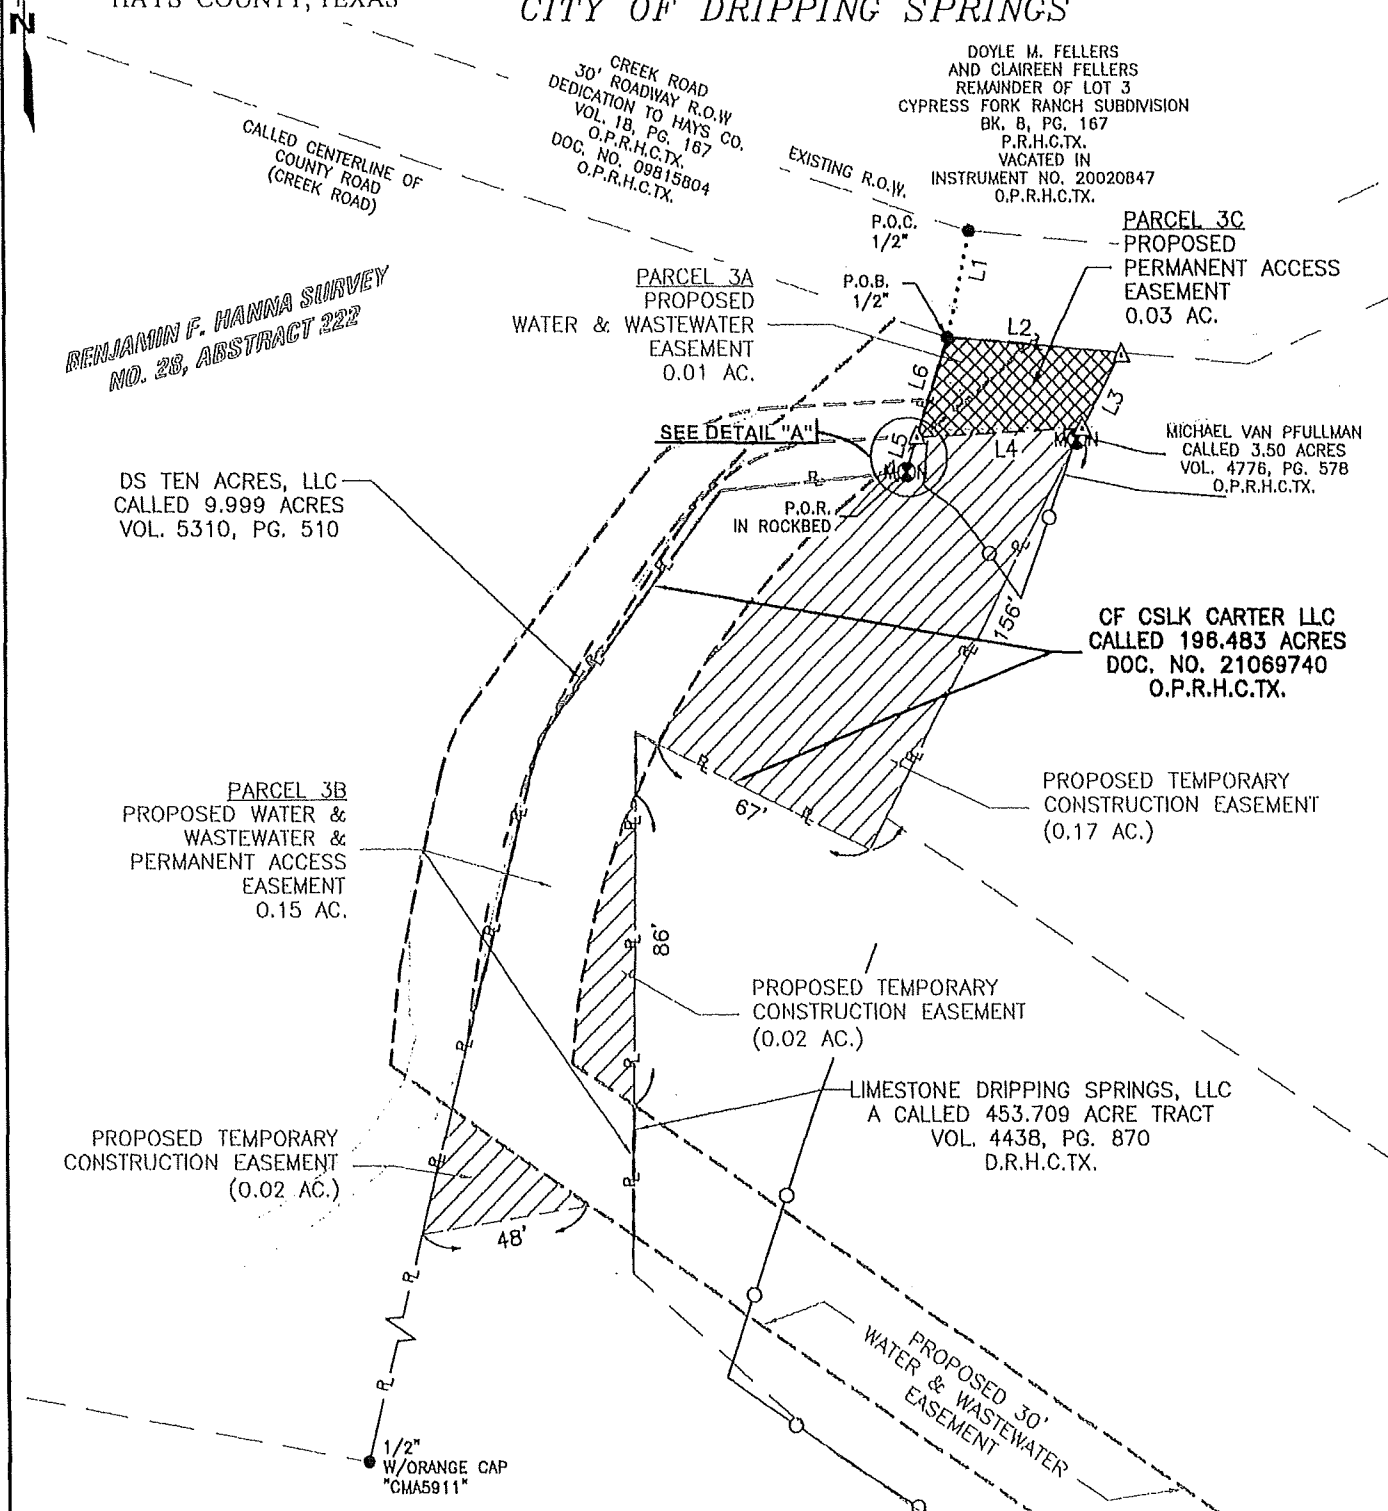 HAYS COUNTY, TEXAS
CITY OF DRIPPING SPRINGS
N
CALLED CENTERLINE OF
COUNTY ROAD
(CREEK ROAD)
CREEK ROAD
30' ROADWAY R.O.W
DEDICATION TO HAYS CO.
VOL. 1B, PG. 167
O.P.R.H.C.TX.
DOC. NO. 09815804
O.P.R.H.C.TX.
DOYLE M. FELLERS
AND CLAIREEN FELLERS
REMAINDER OF LOT 3
CYPRESS FORK RANCH SUBDIVISION
BK. B, PG. 167
P.R.H.C.TX.
VACATED IN
INSTRUMENT NO. 20020847
O.P.R.H.C.TX.
EXISTING R.O.W.
P.O.C.
1/2"
L1
PARCEL 3C
PROPOSED
PERMANENT ACCESS
EASEMENT
0.03 AC.
BENJAMIN F. HANNA SURVEY
NO. 28, ABSTRACT 222
PARCEL 3A
PROPOSED
WATER & WASTEWATER
EASEMENT
0.01 AC.
P.O.B.
1/2"
L2
L6
L3
SEE DETAIL "A"
L5
L4
MICHAEL VAN PFULLMAN
CALLED 3.50 ACRES
VOL. 4776, PG. 578
O.P.R.H.C.TX.
DS TEN ACRES, LLC
CALLED 9.999 ACRES
VOL. 5310, PG. 510
P.O.R.
IN ROCKBED
156'
CF CSLK CARTER LLC
CALLED 196.483 ACRES
DOC. NO. 21069740
O.P.R.H.C.TX.
67'
PROPOSED TEMPORARY
CONSTRUCTION EASEMENT
(0.17 AC.)
PARCEL 3B
PROPOSED WATER &
WASTEWATER &
PERMANENT ACCESS
EASEMENT
0.15 AC.
86'
PROPOSED TEMPORARY
CONSTRUCTION EASEMENT
(0.02 AC.)
LIMESTONE DRIPPING SPRINGS, LLC
A CALLED 453.709 ACRE TRACT
VOL. 4438, PG. 870
D.R.H.C.TX.
PROPOSED TEMPORARY
CONSTRUCTION EASEMENT
(0.02 AC.)
48'
PROPOSED 30'
WATER & WASTEWATER
EASEMENT
1/2"
W/ORANGE CAP
"CMA5911"